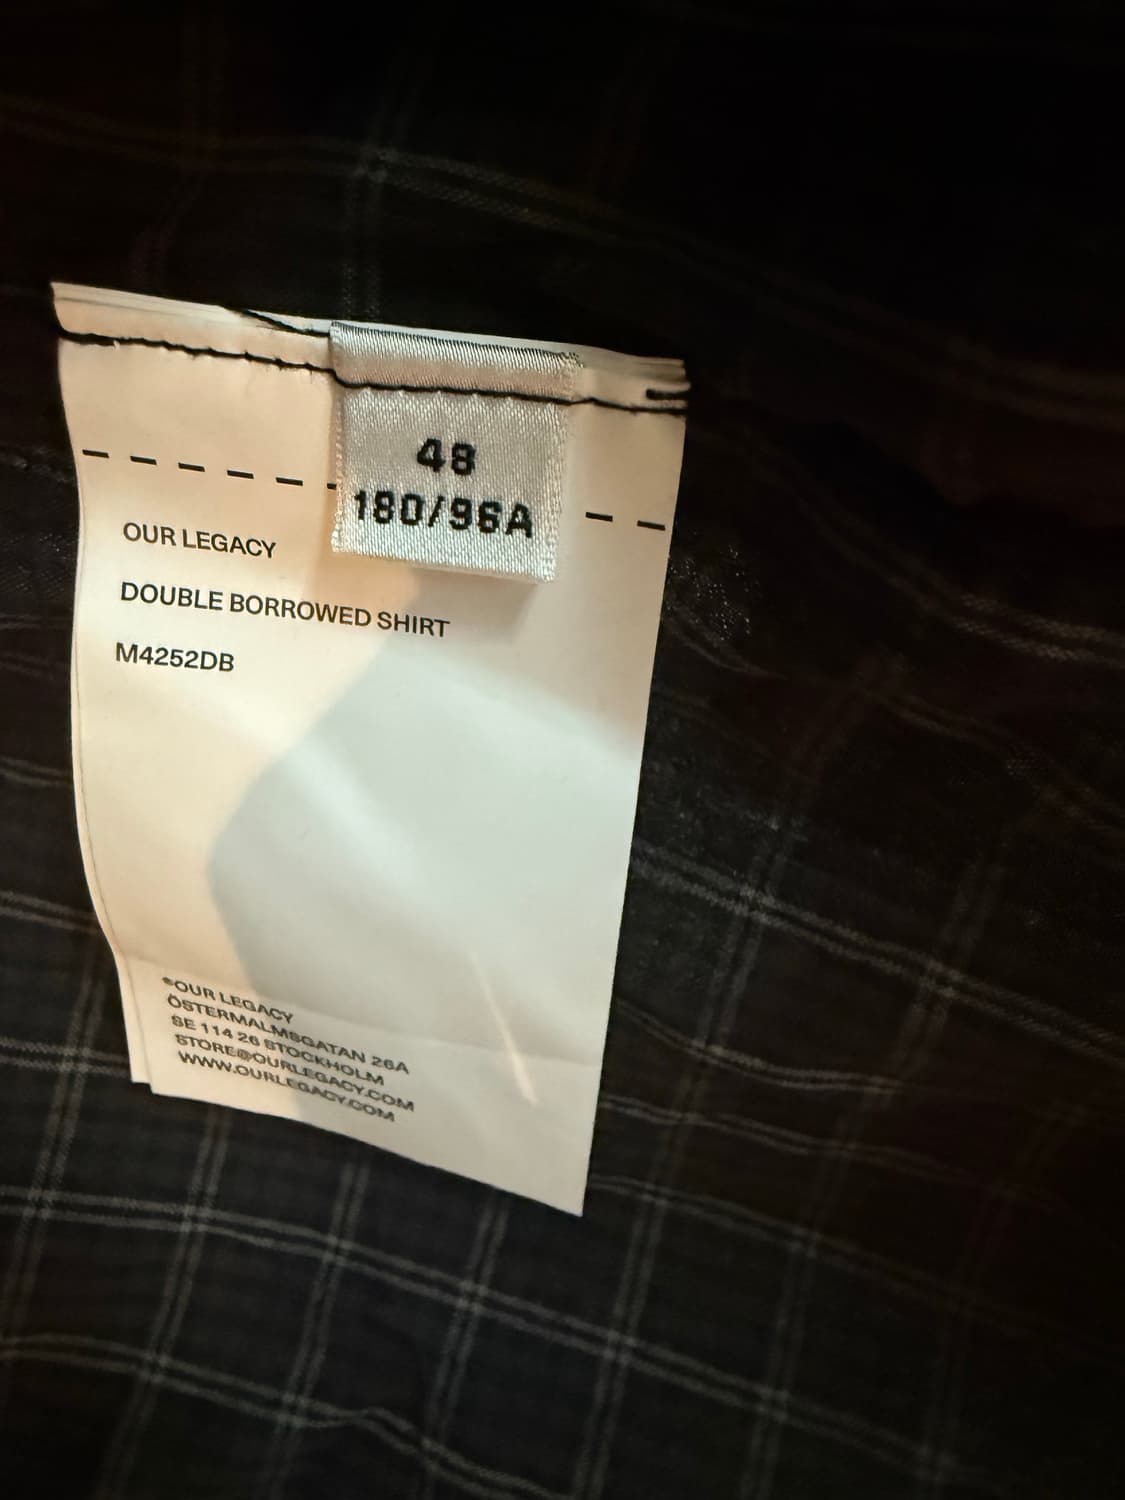 48
180/96A
OUR LEGACY
DOUBLE BORROWED SHIRT
M4252DB
®OUR LEGACY
ÖSTERMALMSGATAN 26A
SE 114 26 STOCKHOLM
STORE@OURLEGACY.COM
WWW.OURLEGACY.COM